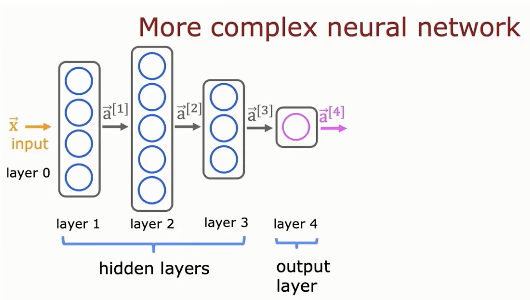 More complex neural network
x⃗
input
layer 0
a⃗[1]
a⃗[2]
a⃗[3]
a⃗[4]
layer 1
layer 2
layer 3
layer 4
hidden layers
output
layer